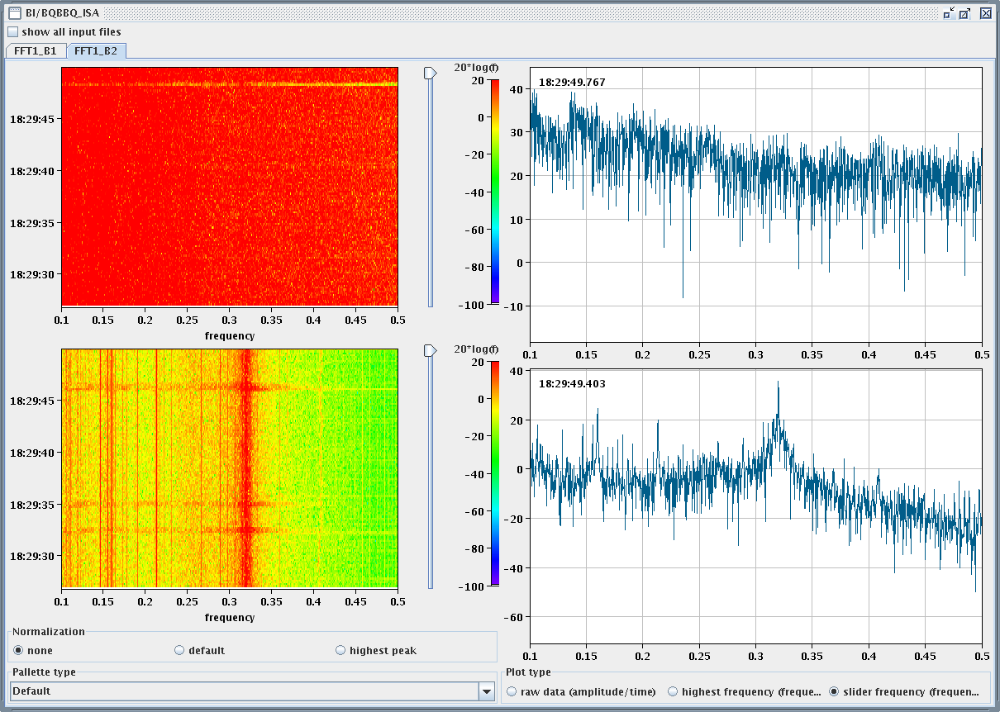 BI/BQBBQ_ISA
show all input files
FFT1_B1 FFT1_B2
18:29:45
18:29:40
18:29:35
18:29:30
0.1 0.15 0.2 0.25 0.3 0.35 0.4 0.45 0.5
frequency
20*log(f)
20
0
-20
-40
-60
-80
-100
18:29:49.767
40
30
20
10
0
-10
0.1 0.15 0.2 0.25 0.3 0.35 0.4 0.45 0.5
18:29:45
18:29:40
18:29:35
18:29:30
0.1 0.15 0.2 0.25 0.3 0.35 0.4 0.45 0.5
frequency
20*log(f)
20
0
-20
-40
-60
-80
-100
18:29:49.403
40
20
0
-20
-40
-60
0.1 0.15 0.2 0.25 0.3 0.35 0.4 0.45 0.5
Normalization
none default highest peak
Pallette type
Default
Plot type
raw data (amplitude/time) highest frequency (freque... slider frequency (frequen...